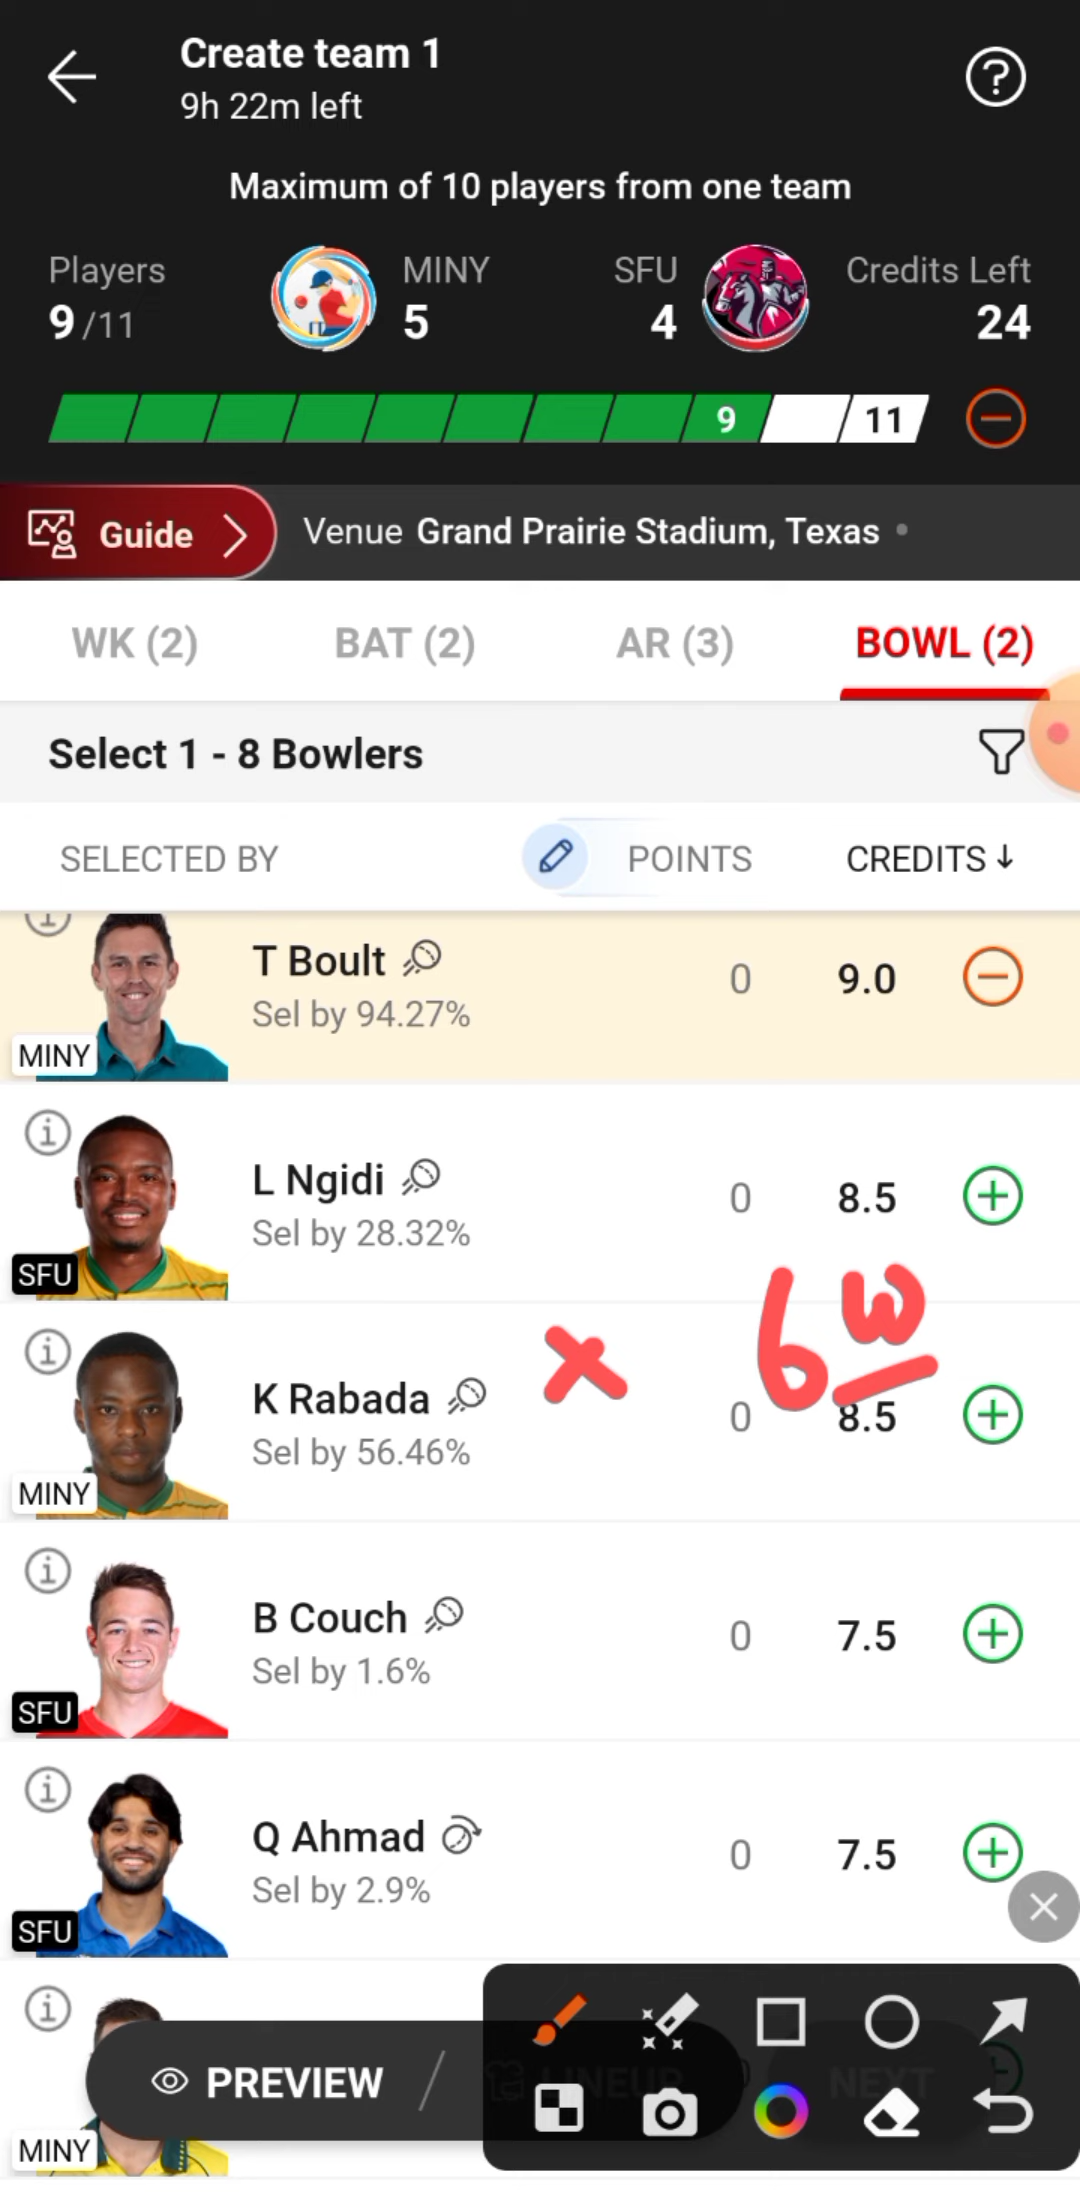 Create team 1
9h 22m left
Maximum of 10 players from one team
Players MINY SFU Credits Left
9/11 5 4 24
9 11
Guide Venue Grand Prairie Stadium, Texas
WK (2) BAT (2) AR (3) BOWL (2)
Select 1 - 8 Bowlers
SELECTED BY POINTS CREDITS ↓
T Boult 0 9.0
Sel by 94.27%
MINY
L Ngidi 0 8.5
Sel by 28.32%
SFU
× 6 W
K Rabada 0 8.5
Sel by 56.46%
MINY
B Couch 0 7.5
Sel by 1.6%
SFU
Q Ahmad 0 7.5
Sel by 2.9%
SFU
PREVIEW / LINEUP NEXT
MINY